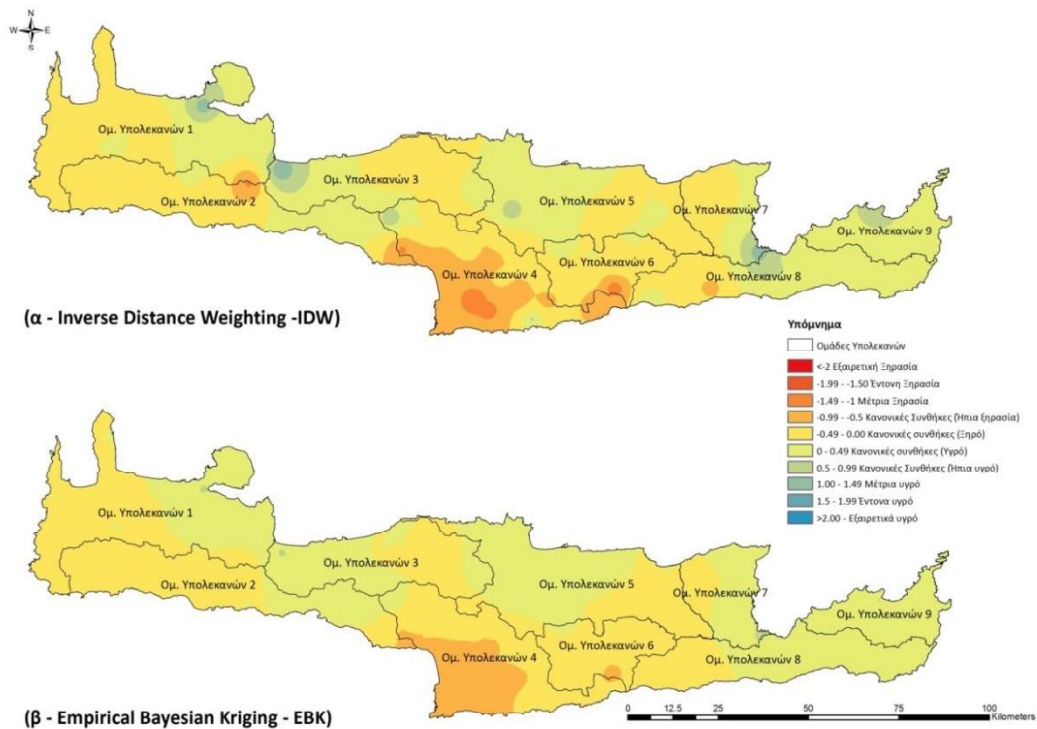 N
W E
S
Ομ. Υπολεκανών 1
Ομ. Υπολεκανών 2
Ομ. Υπολεκανών 3
Ομ. Υπολεκανών 4
Ομ. Υπολεκανών 5
Ομ. Υπολεκανών 6
Ομ. Υπολεκανών 7
Ομ. Υπολεκανών 8
Ομ. Υπολεκανών 9
(α - Inverse Distance Weighting -IDW)
Υπόμνημα
Ομάδες Υπολεκανών
<-2 Εξαιρετική Ξηρασία
-1.99 - -1.50 Έντονη Ξηρασία
-1.49 - -1 Μέτρια Ξηρασία
-0.99 - -0.5 Κανονικές Συνθήκες (Ήπια ξηρασία)
-0.49 - 0.00 Κανονικές συνθήκες (Ξηρό)
0 - 0.49 Κανονικές συνθήκες (Υγρό)
0.5 - 0.99 Κανονικές Συνθήκες (Ήπια υγρό)
1.00 - 1.49 Μέτρια υγρό
1.5 - 1.99 Έντονα υγρό
>2.00 - Εξαιρετικά υγρό
Ομ. Υπολεκανών 1
Ομ. Υπολεκανών 2
Ομ. Υπολεκανών 3
Ομ. Υπολεκανών 4
Ομ. Υπολεκανών 5
Ομ. Υπολεκανών 6
Ομ. Υπολεκανών 7
Ομ. Υπολεκανών 8
Ομ. Υπολεκανών 9
(β - Empirical Bayesian Kriging - EBK)
0 12.5 25 50 75 100
Kilometers